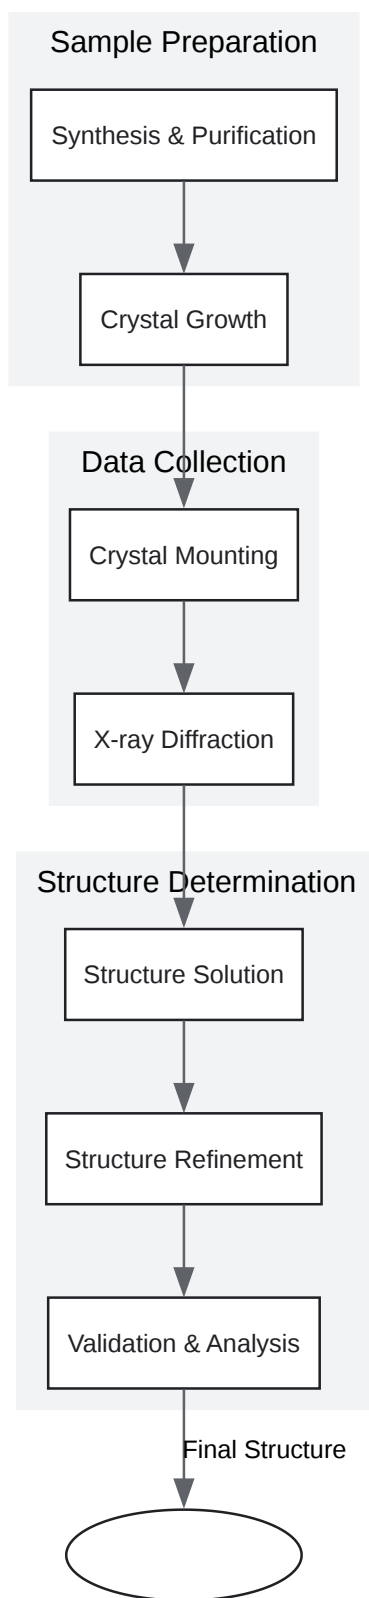 Sample Preparation
Synthesis & Purification
Crystal Growth
Data Collection
Crystal Mounting
X-ray Diffraction
Structure Determination
Structure Solution
Structure Refinement
Validation & Analysis
Final Structure